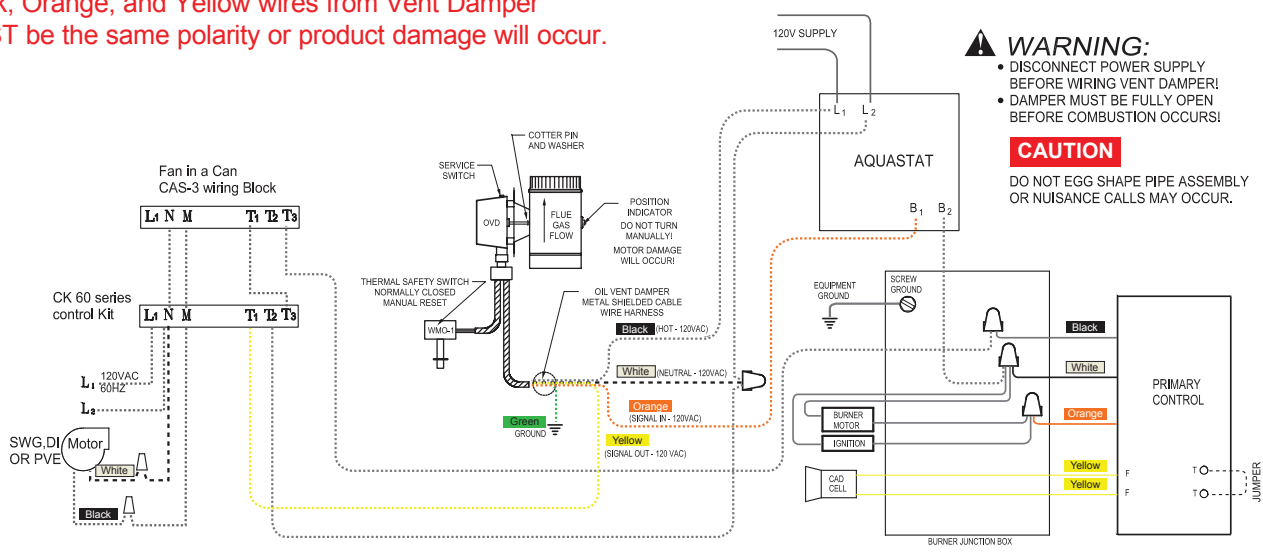 , Orange, and Yellow wires from Vent Damper
ST be the same polarity or product damage will occur.
120V SUPPLY
WARNING:
• DISCONNECT POWER SUPPLY
BEFORE WIRING VENT DAMPER!
• DAMPER MUST BE FULLY OPEN
BEFORE COMBUSTION OCCURS!
CAUTION
DO NOT EGG SHAPE PIPE ASSEMBLY
OR NUISANCE CALLS MAY OCCUR.
L1 L2
AQUASTAT
B1 B2
COTTER PIN
AND WASHER
SERVICE
SWITCH
OVD
FLUE
GAS
FLOW
POSITION
INDICATOR
DO NOT TURN
MANUALLY!
MOTOR DAMAGE
WILL OCCUR!
Fan in a Can
CAS-3 wiring Block
L1 N M T1 T2 T3
THERMAL SAFETY SWITCH
NORMALLY CLOSED
MANUAL RESET
WMO-1
OIL VENT DAMPER
METAL SHIELDED CABLE
WIRE HARNESS
CK 60 series
control Kit
L1 N M T1 T2 T3
Black (HOT - 120VAC)
White (NEUTRAL - 120VAC)
Orange
(SIGNAL IN - 120VAC)
Green
GROUND
Yellow
(SIGNAL OUT - 120 VAC)
L1 120VAC
60HZ
L2
SWG,DI
OR PVE
Motor
White
Black
EQUIPMENT
GROUND
SCREW
GROUND
Black
White
Orange
PRIMARY
CONTROL
BURNER
MOTOR
IGNITION
CAD
CELL
Yellow
Yellow
F
F
T
T
JUMPER
BURNER JUNCTION BOX